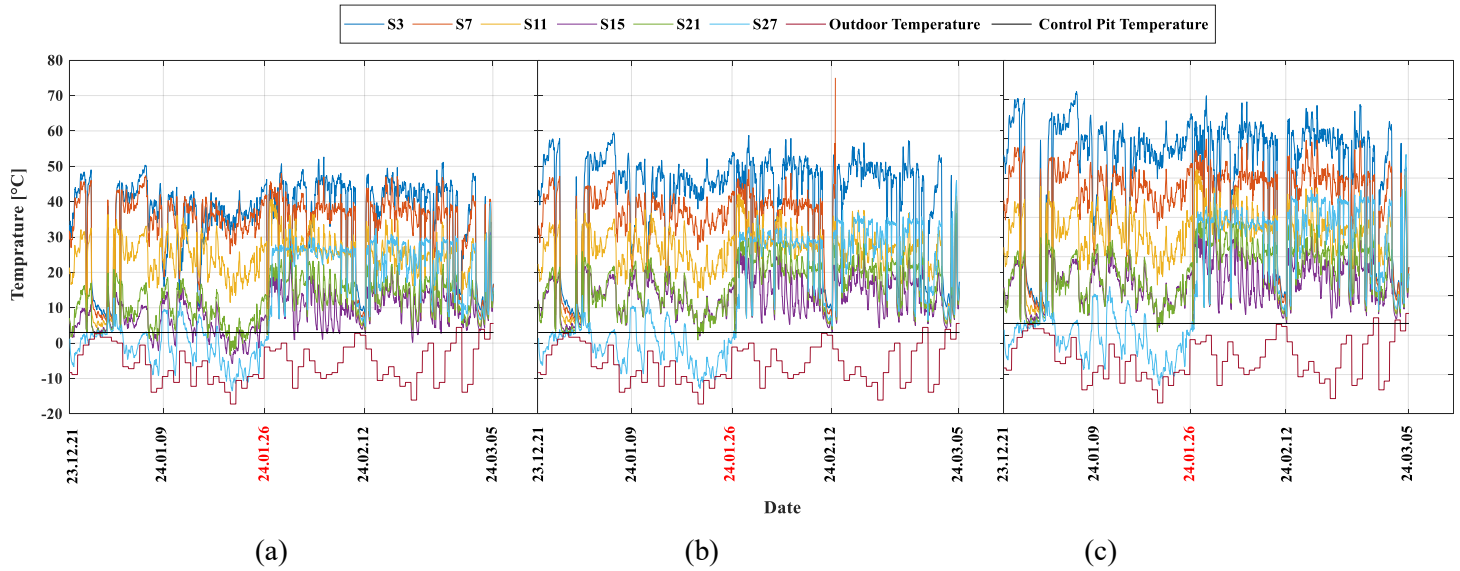 S3 S7 S11 S15 S21 S27 Outdoor Temperature Control Pit Temperature
80
70
60
50
40
30
20
10
0
-10
-20
Temprature [°C]
23.12.21 24.01.09 24.01.26 24.02.12 24.03.05 23.12.21 24.01.09 24.01.26 24.02.12 24.03.05 23.12.21 24.01.09 24.01.26 24.02.12 24.03.05
Date
(a) (b) (c)